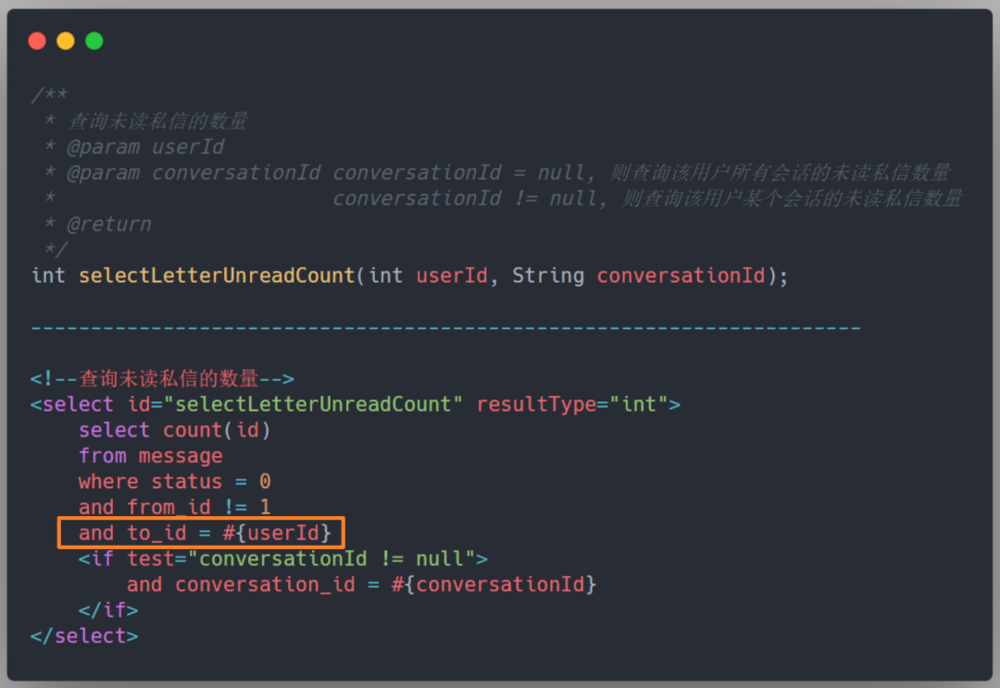 /**
 * 查询未读私信的数量
 * @param userId
 * @param conversationId conversationId = null, 则查询该用户所有会话的未读私信数量
 *                       conversationId != null, 则查询该用户某个会话的未读私信数量
 * @return
 */
int selectLetterUnreadCount(int userId, String conversationId);
---------------------------------------------------------------------
<!--查询未读私信的数量-->
<select id="selectLetterUnreadCount" resultType="int">
    select count(id)
    from message
    where status = 0
    and from_id != 1
    and to_id = #{userId}
    <if test="conversationId != null">
        and conversation_id = #{conversationId}
    </if>
</select>